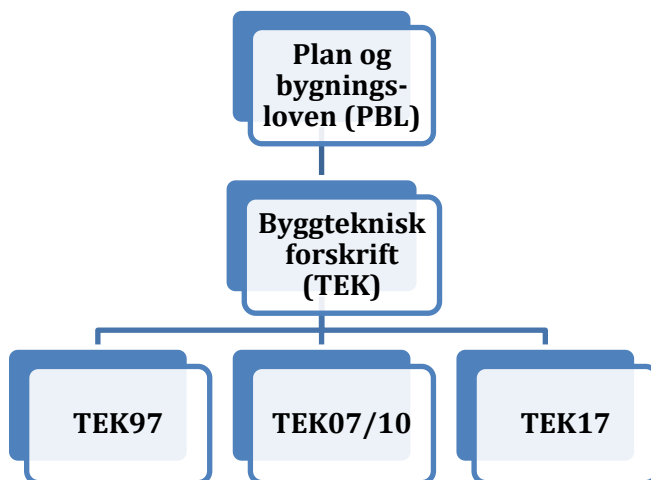 Plan og
bygnings-
loven (PBL)
Byggteknisk
forskrift
(TEK)
TEK97
TEK07/10
TEK17